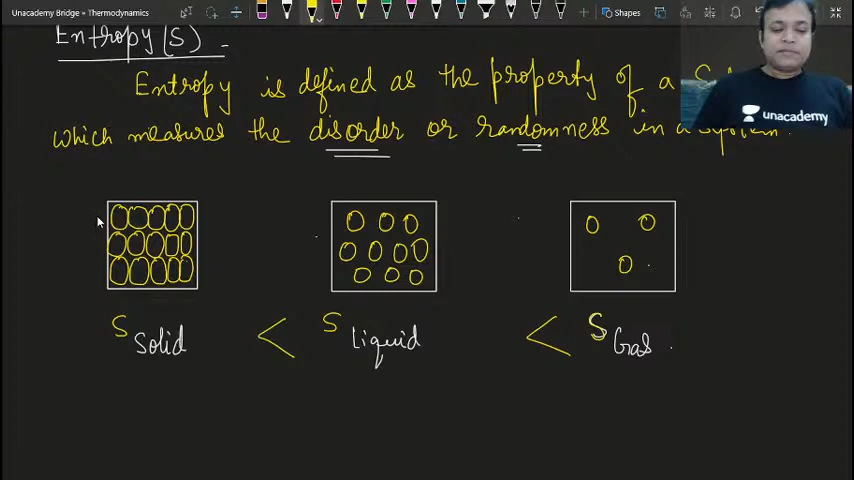 Unacademy Bridge + Thermodynamics
Shapes
Entropy (S) -
Entropy is defined as the property of a
unacademy
which measures the disorder or randomness in a system.
S Solid < S Liquid < S Gas .